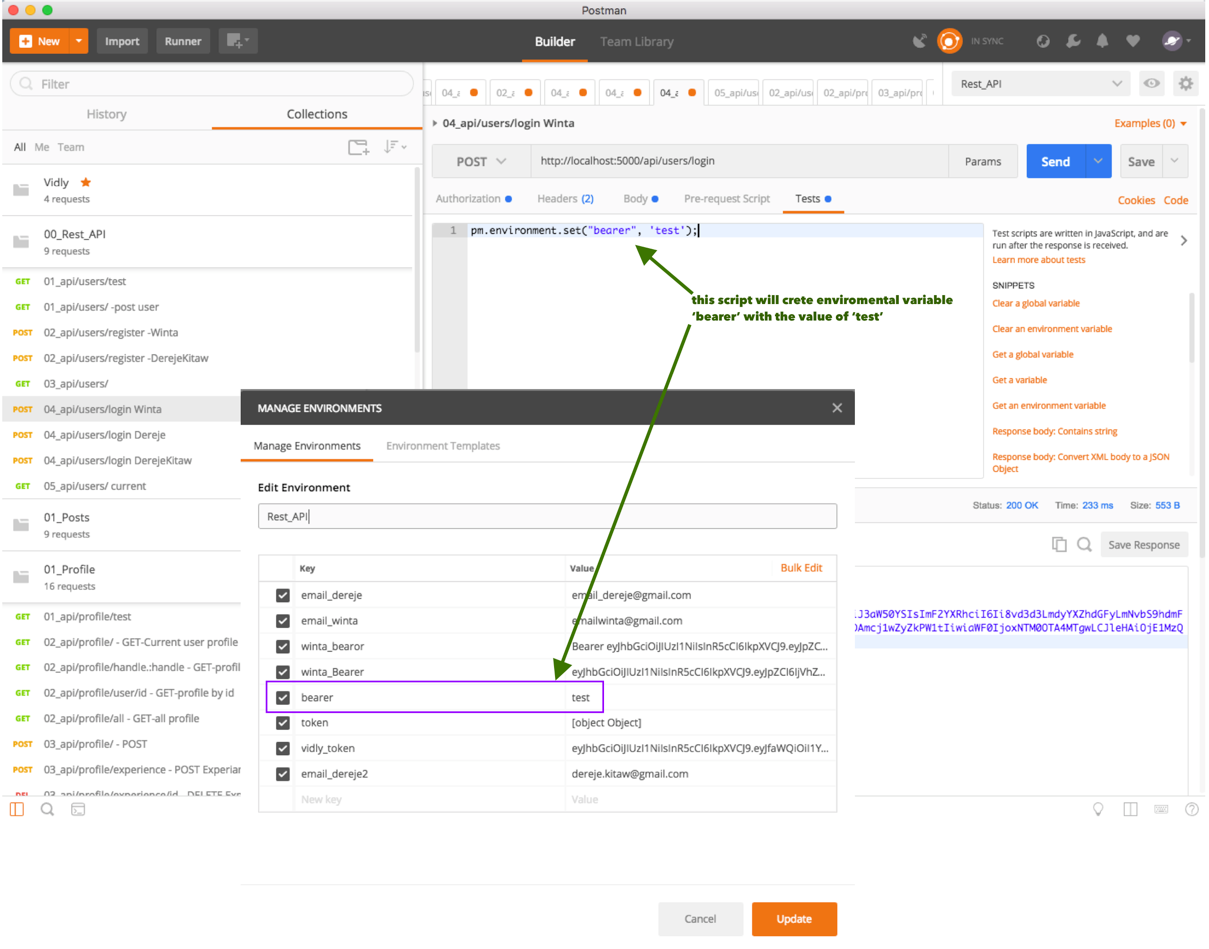 Postman
New
Import
Runner
Builder
Team Library
IN SYNC
Filter
History
Collections
All Me Team
Vidly
4 requests
00_Rest_API
9 requests
GET 01_api/users/test
GET 01_api/users/ -post user
POST 02_api/users/register -Winta
POST 02_api/users/register -DerejeKitaw
GET 03_api/users/
POST 04_api/users/login Winta
POST 04_api/users/login Dereje
POST 04_api/users/login DerejeKitaw
GET 05_api/users/ current
01_Posts
9 requests
01_Profile
16 requests
GET 01_api/profile/test
GET 02_api/profile/ - GET-Current user profile
GET 02_api/profile/handle.:handle - GET-profil
GET 02_api/profile/user/id - GET-profile by id
GET 02_api/profile/all - GET-all profile
POST 03_api/profile/ - POST
POST 03_api/profile/experience - POST Experiar
DEL 03_api/profile/experience/id - DELETE Exp
04_a 02_a 04_a 04_a 04_a 05_api/use 02_api/use 02_api/pro 03_api/pro
Rest_API
04_api/users/login Winta
Examples (0)
POST
http://localhost:5000/api/users/login
Params
Send
Save
Authorization
Headers (2)
Body
Pre-request Script
Tests
Cookies Code
1 pm.environment.set("bearer", 'test');
this script will crete enviromental variable
‘bearer’ with the value of ‘test’
Test scripts are written in JavaScript, and are
run after the response is received.
Learn more about tests
SNIPPETS
Clear a global variable
Clear an environment variable
Get a global variable
Get a variable
Get an environment variable
Response body: Contains string
Response body: Convert XML body to a JSON
Object
Status: 200 OK Time: 233 ms Size: 553 B
Save Response
iJ3aW50YSIsImF2YXRhciI6Ii8vd3d3LmdyYXZhdGFyLmNvbS9hdmF
OAmcj1wZyZkPW1tIiwiaWF0IjoxNTM0OTA4MTgwLCJleHAiOjE1MzQ
MANAGE ENVIRONMENTS
Manage Environments
Environment Templates
Edit Environment
Rest_API
Key Value Bulk Edit
email_dereje email_dereje@gmail.com
email_winta emailwinta@gmail.com
winta_bearor Bearer eyJhbGciOiJIUzI1NiIsInR5cCI6IkpXVCJ9.eyJpZC...
winta_Bearer eyJhbGciOiJIUzI1NiIsInR5cCI6IkpXVCJ9.eyJpZCI6IjVhZ...
bearer test
token [object Object]
vidly_token eyJhbGciOiJIUzI1NiIsInR5cCI6IkpXVCJ9.eyJfaWQiOiI1Y...
email_dereje2 dereje.kitaw@gmail.com
New key Value
Cancel
Update